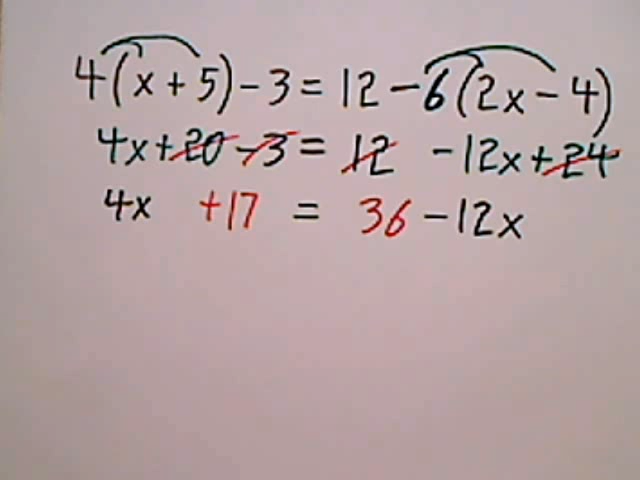 4(x+5)-3=12-6(2x-4)
4x+20-3=12 -12x+24
4x +17 = 36-12x